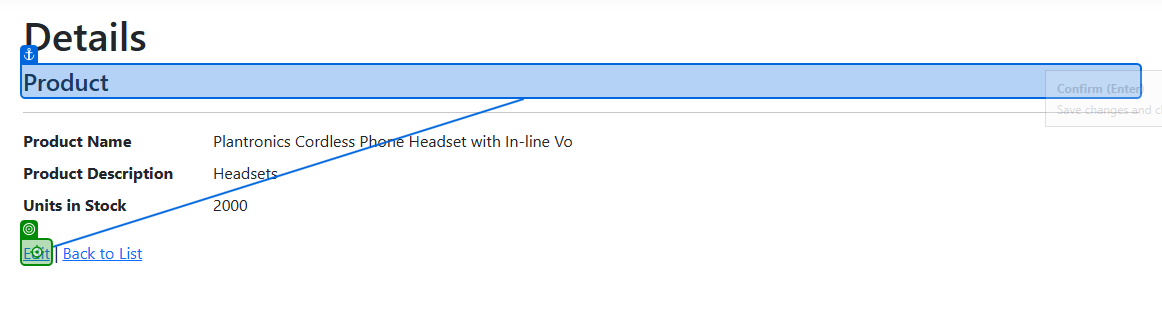 Details
Product
Confirm (Enter)
Save changes and c
Product Name Plantronics Cordless Phone Headset with In-line Vo
Product Description Headsets
Units in Stock 2000
Edit | Back to List